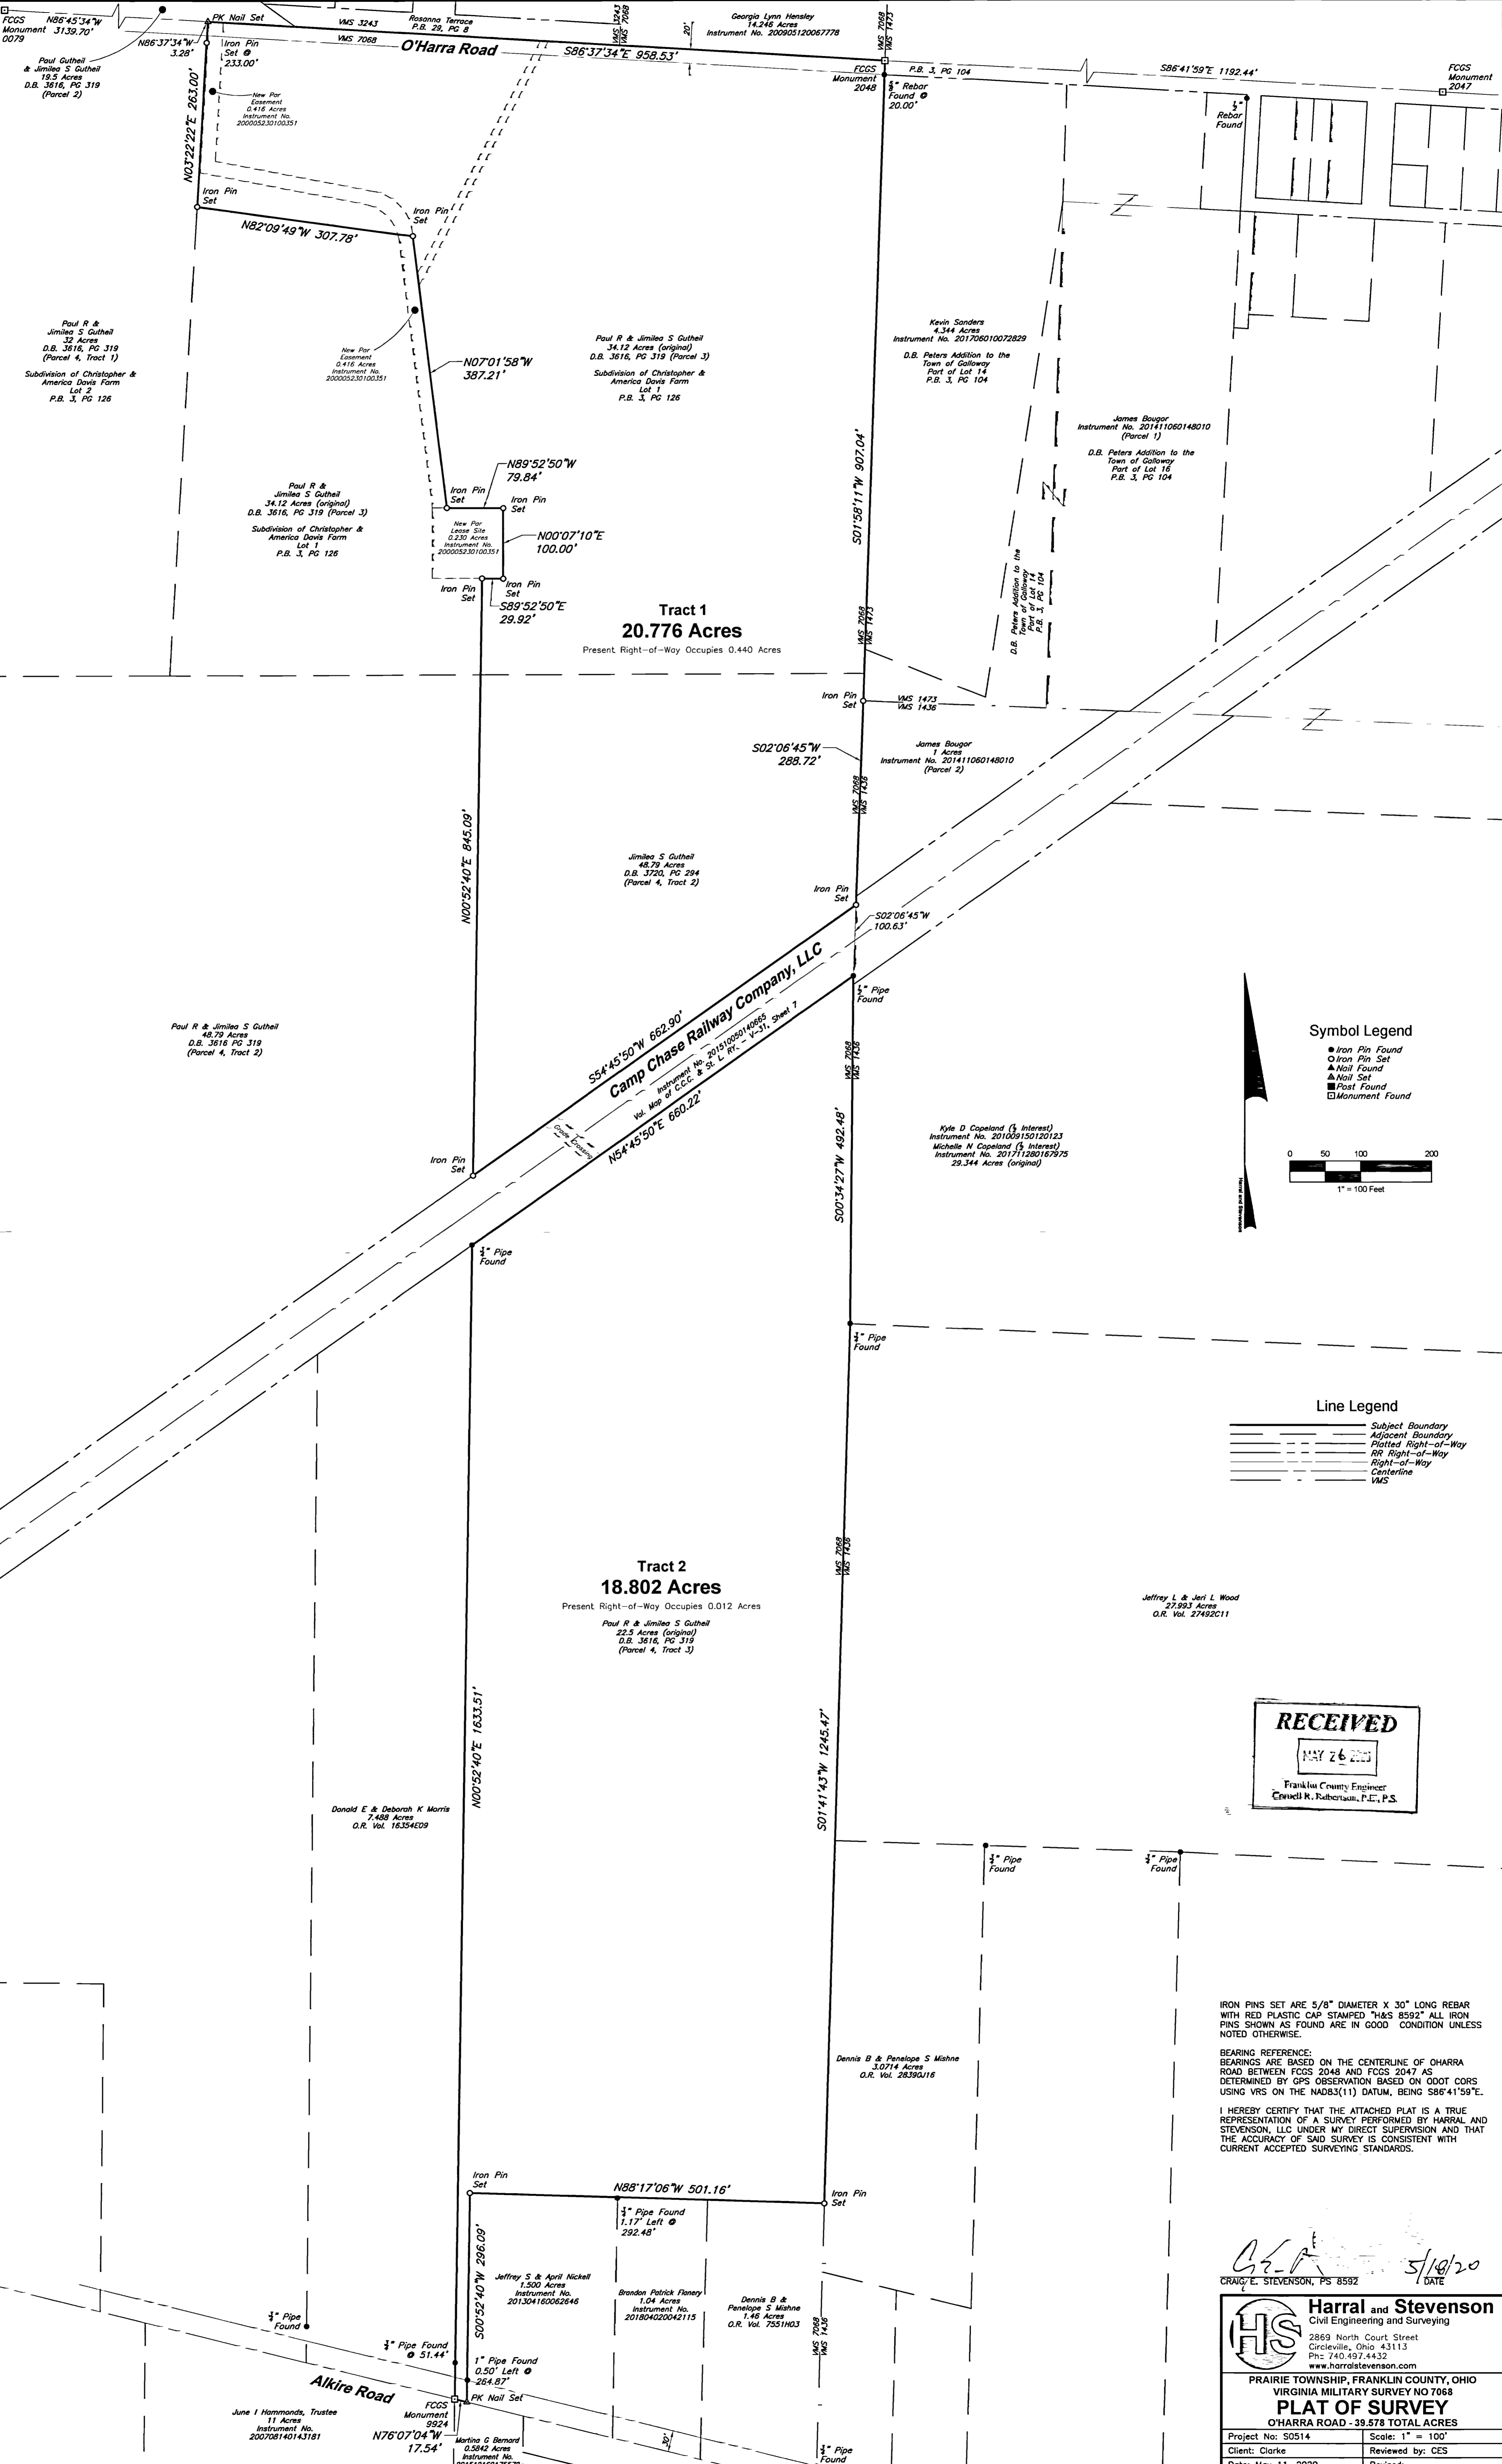 FCGS
Monument
0079
N86°45'34"W
3139.70'
PK Nail Set
VMS 3243
VMS 7068
Rosanna Terrace
P.B. 29, PG 8
O'Harra Road
VMS 3243
VMS 7068
S86°37'34"E 958.53'
20'
Georgia Lynn Hensley
14.246 Acres
Instrument No. 200905120067778
VMS 7068
VMS 1473
FCGS
Monument
2048
P.B. 3, PG 104
S86°41'59"E 1192.44'
FCGS
Monument
2047
N86°37'34"W
3.28'
Iron Pin
Set @
233.00'
Paul Gutheil
& Jimilea S Gutheil
19.5 Acres
D.B. 3616, PG 319
(Parcel 2)
New Par
Easement
0.416 Acres
Instrument No.
200005230100351
N03°22'22"E 263.00'
Rebar
Found @
20.00'
Rebar
Found
Iron Pin
Set
Iron Pin
Set
N82°09'49"W 307.78'
Paul R &
Jimilea S Gutheil
32 Acres
D.B. 3616, PG 319
(Parcel 4, Tract 1)
Subdivision of Christopher &
America Davis Farm
Lot 2
P.B. 3, PG 126
New Par
Easement
0.416 Acres
Instrument No.
200005230100351
N07°01'58"W
387.21'
Paul R & Jimilea S Gutheil
34.12 Acres (original)
D.B. 3616, PG 319 (Parcel 3)
Subdivision of Christopher &
America Davis Farm
Lot 1
P.B. 3, PG 126
Kevin Sanders
4.344 Acres
Instrument No. 201706010072829
D.B. Peters Addition to the
Town of Galloway
Part of Lot 14
P.B. 3, PG 104
James Bougor
Instrument No. 201411060148010
(Parcel 1)
D.B. Peters Addition to the
Town of Galloway
Part of Lot 16
P.B. 3, PG 104
S01°58'11"W 907.04'
Paul R &
Jimilea S Gutheil
34.12 Acres (original)
D.B. 3616, PG 319 (Parcel 3)
Subdivision of Christopher &
America Davis Farm
Lot 1
P.B. 3, PG 126
N89°52'50"W
79.84'
Iron Pin
Set
Iron Pin
Set
New Par
Lease Site
0.230 Acres
Instrument No.
200005230100351
N00°07'10"E
100.00'
Iron Pin
Set
Iron Pin
Set
S89°52'50"E
29.92'
D.B. Peters Addition to the
Town of Galloway
Part of Lot 14
P.B. 3, PG 104
Tract 1
20.776 Acres
Present Right-of-Way Occupies 0.440 Acres
VMS 7068
VMS 1473
Iron Pin
Set
VMS 1473
VMS 1436
S02°06'45"W
288.72'
James Bougor
1 Acres
Instrument No. 201411060148010
(Parcel 2)
VMS 7068
VMS 1436
N00°52'40"E 845.09'
Jimilea S Gutheil
48.79 Acres
D.B. 3720, PG 294
(Parcel 4, Tract 2)
Iron Pin
Set
S02°06'45"W
100.63'
Pipe
Found
Paul R & Jimilea S Gutheil
48.79 Acres
D.B. 3616 PG 319
(Parcel 4, Tract 2)
S54°45'50"W 662.90'
Camp Chase Railway Company, LLC
Instrument No. 201510050140665
Vol. Map of C.C.C. & St. L. RY. - V-31, Sheet 7
N54°45'50"E 660.22'
Grade Crossing
Symbol Legend
Iron Pin Found
Iron Pin Set
Nail Found
Nail Set
Post Found
Monument Found
VMS 7068
VMS 1436
Kyle D Copeland (½ Interest)
Instrument No. 201009150120123
Michelle N Copeland (½ Interest)
Instrument No. 201711280167975
29.344 Acres (original)
Harral and Stevenson
0 50 100 200
1" = 100 Feet
Iron Pin
Set
S00°34'27"W 492.48'
Pipe
Found
Pipe
Found
Line Legend
Subject Boundary
Adjacent Boundary
Platted Right-of-Way
RR Right-of-Way
Right-of-Way
Centerline
VMS
VMS 7068
VMS 1436
Tract 2
18.802 Acres
Present Right-of-Way Occupies 0.012 Acres
Paul R & Jimilea S Gutheil
22.5 Acres (original)
D.B. 3616, PG 319
(Parcel 4, Tract 3)
Jeffrey L & Jeri L Wood
27.993 Acres
O.R. Vol. 27492C11
N00°52'40"E 1633.51'
S01°41'43"W 1245.47'
RECEIVED
MAY 26
Franklin County Engineer
Cornell R. Robertson, P.E., P.S.
Donald E & Deborah K Morris
7.488 Acres
O.R. Vol. 16354E09
Pipe
Found
Pipe
Found
IRON PINS SET ARE 5/8" DIAMETER X 30" LONG REBAR
WITH RED PLASTIC CAP STAMPED "H&S 8592" ALL IRON
PINS SHOWN AS FOUND ARE IN GOOD CONDITION UNLESS
NOTED OTHERWISE.
BEARING REFERENCE:
BEARINGS ARE BASED ON THE CENTERLINE OF OHARRA
ROAD BETWEEN FCGS 2048 AND FCGS 2047 AS
DETERMINED BY GPS OBSERVATION BASED ON ODOT CORS
USING VRS ON THE NAD83(11) DATUM, BEING S86°41'59"E.
I HEREBY CERTIFY THAT THE ATTACHED PLAT IS A TRUE
REPRESENTATION OF A SURVEY PERFORMED BY HARRAL AND
STEVENSON, LLC UNDER MY DIRECT SUPERVISION AND THAT
THE ACCURACY OF SAID SURVEY IS CONSISTENT WITH
CURRENT ACCEPTED SURVEYING STANDARDS.
Dennis B & Penelope S Mishne
3.0714 Acres
O.R. Vol. 28390J16
Iron Pin
Set
N88°17'06"W 501.16'
Iron Pin
Set
Pipe Found
1.17' Left @
292.48'
S00°52'40"W 296.09'
Jeffrey S & April Nickell
1.500 Acres
Instrument No.
201304160062646
Brandon Patrick Flanery
1.04 Acres
Instrument No.
201804020042115
Dennis B &
Penelope S Mishne
1.46 Acres
O.R. Vol. 7551H03
VMS 7068
VMS 1436
5/18/20
CRAIG E. STEVENSON, PS 8592
DATE
Pipe
Found
Pipe Found
@ 51.44'
1" Pipe Found
0.50' Left @
264.87'
Alkire Road
PK Nail Set
FCGS
Monument
9924
N76°07'04"W
17.54'
June I Hammonds, Trustee
11 Acres
Instrument No.
200708140143181
Martina G Bernard
0.5842 Acres
Instrument No.
Pipe
Found
HS
Harral and Stevenson
Civil Engineering and Surveying
2869 North Court Street
Circleville, Ohio 43113
Ph: 740.497.4432
www.harralstevenson.com
PRAIRIE TOWNSHIP, FRANKLIN COUNTY, OHIO
VIRGINIA MILITARY SURVEY NO 7068
PLAT OF SURVEY
O'HARRA ROAD - 39.578 TOTAL ACRES
Project No: S0514
Scale: 1" = 100'
Client: Clarke
Reviewed by: CES